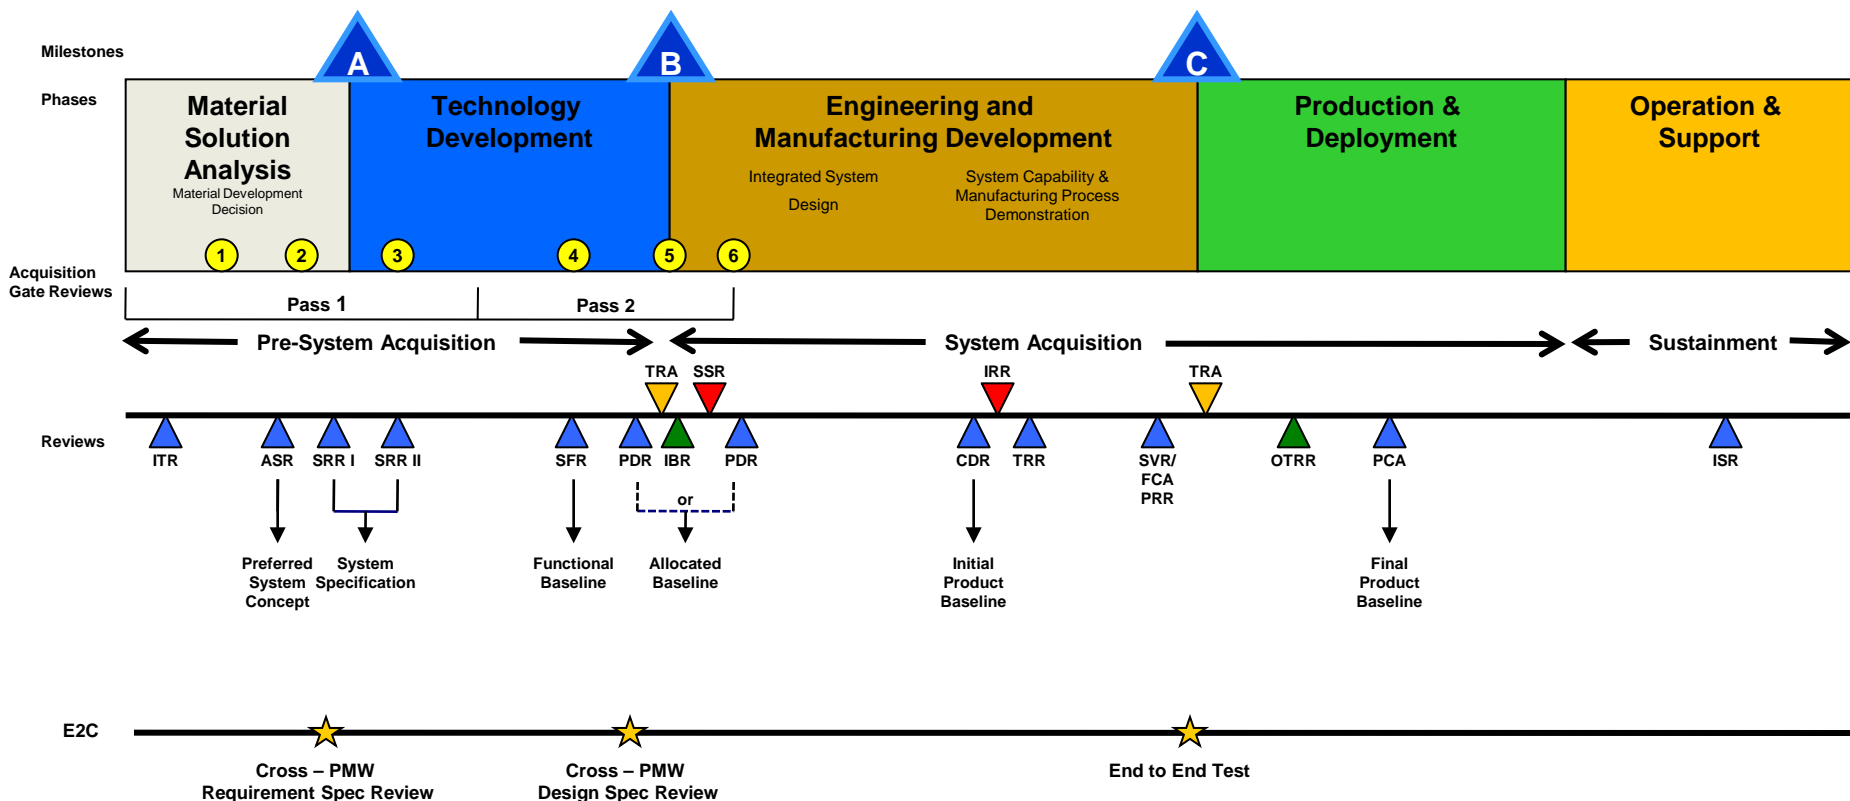 Milestones
A
B
C
Phases
Material
Solution
Analysis
Material Development
Decision
Technology
Development
Engineering and
Manufacturing Development
Integrated System
Design
System Capability &
Manufacturing Process
Demonstration
Production &
Deployment
Operation &
Support
1
2
3
4
5
6
Acquisition
Gate Reviews
Pass 1
Pass 2
Pre-System Acquisition
System Acquisition
Sustainment
TRA
SSR
IRR
TRA
Reviews
ITR
ASR
SRR I
SRR II
SFR
PDR
IBR
PDR
CDR
TRR
SVR/
FCA
PRR
OTRR
PCA
ISR
or
Preferred
System
Concept
System
Specification
Functional
Baseline
Allocated
Baseline
Initial
Product
Baseline
Final
Product
Baseline
E2C
Cross – PMW
Requirement Spec Review
Cross – PMW
Design Spec Review
End to End Test